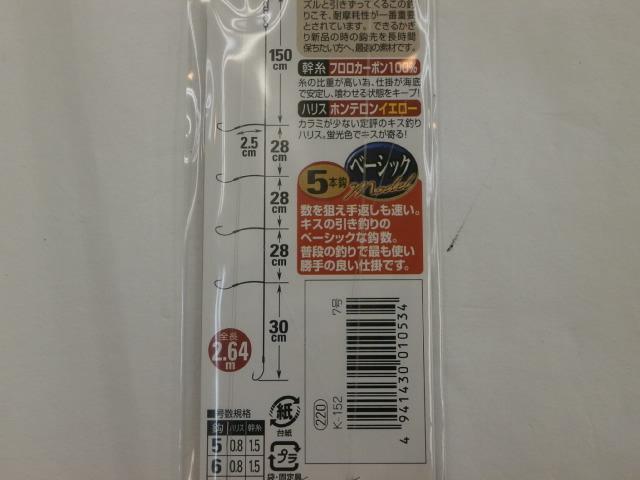 ズルと引きずってくるこの釣
りこそ、耐摩耗性が一番重要
とされています。できるかぎ
り新品の時の鈎先を長時間
保ちたい方へ、最強の素材です。
幹糸 フロロカーボン100%
糸の比重が高い為、仕掛が海底
で安定し、喰わせる状態をキープ!
ハリス ホンテロンイエロー
カラミが少ない定評のキス釣り
ハリス。蛍光色でキスが寄る!
5本鈎 ベーシック
Model
数を狙え手返しも速い。
キスの引き釣りの
ベーシックな鈎数。
普段の釣りで最も使い
勝手の良い仕掛です。
150
cm
2.5
cm
28
cm
28
cm
28
cm
30
cm
全長
2.64
m
■号数規格
鈎 ハリス 幹糸
5 0.8 1.5
6 0.8 1.5
紙
台紙
プラ
袋・固定具
7号
220
K-152
4 941430 010534